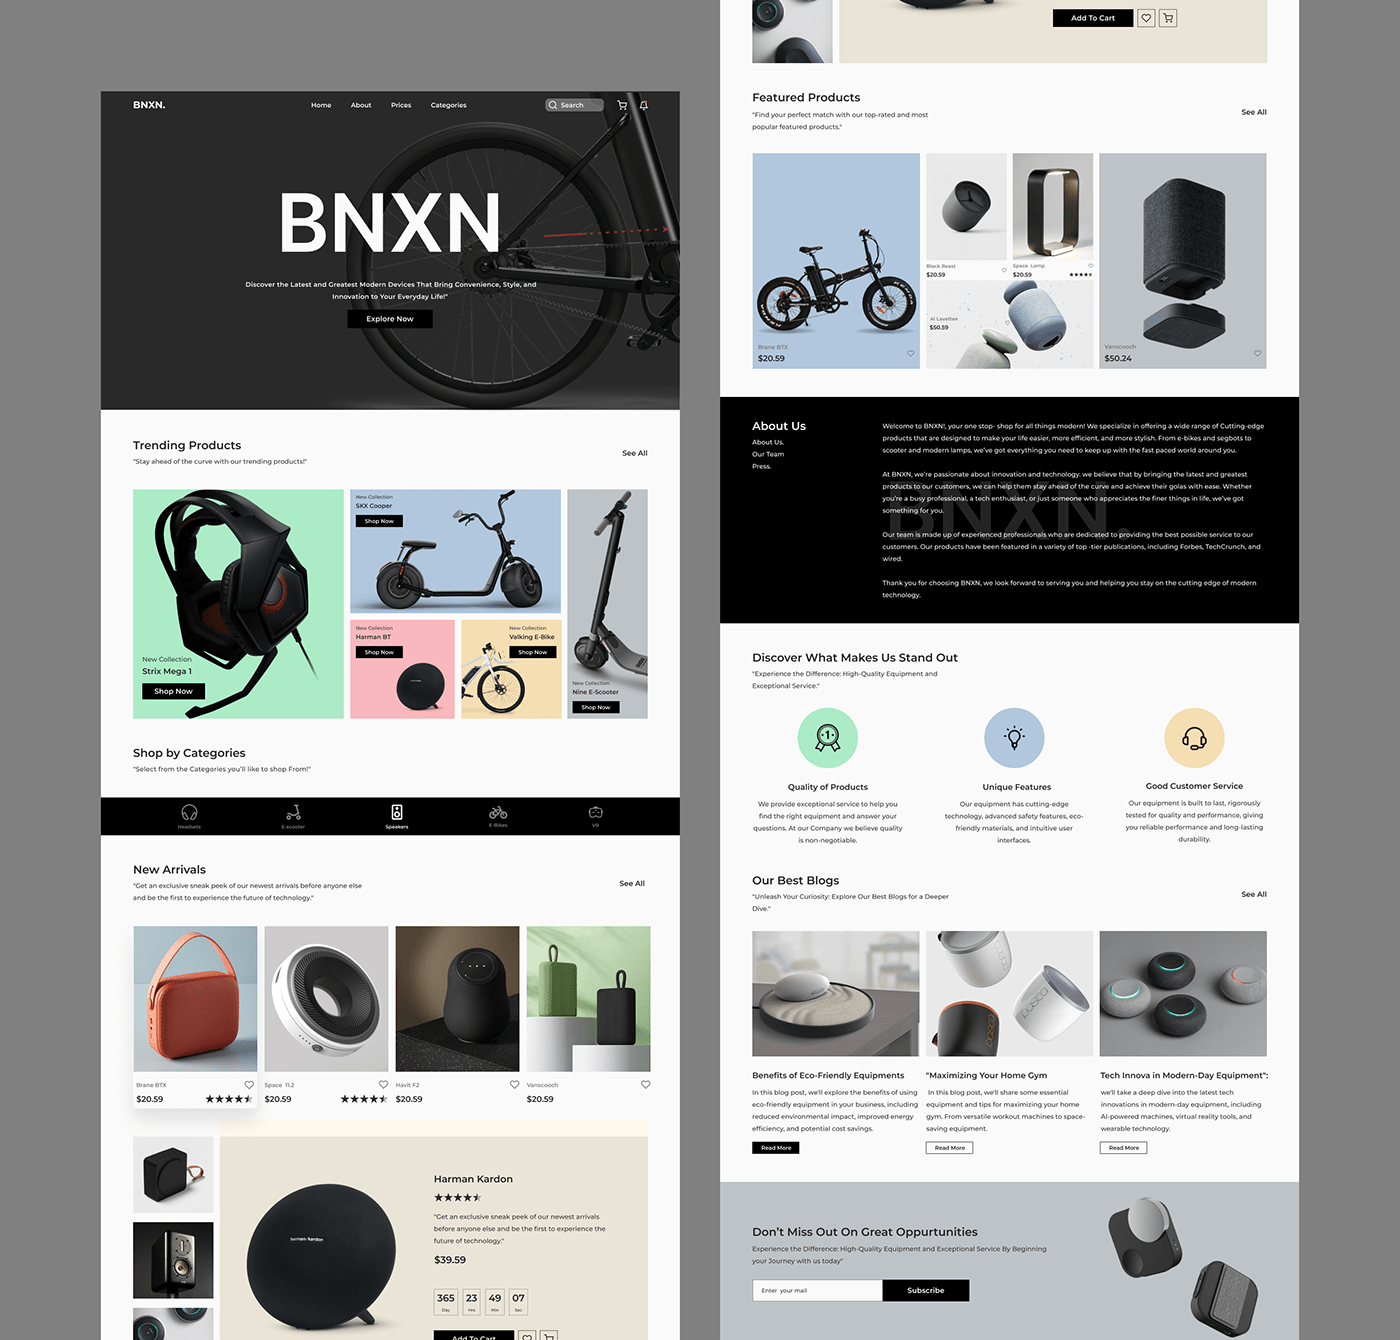 BNXN.
Home
About
Prices
Categories
Search
BNXN
Discover the Latest and Greatest Modern Devices That Bring Convenience, Style, and
Innovation to Your Everyday Life!"
Explore Now
Trending Products
"Stay ahead of the curve with our trending products!"
See All
New Collection
Strix Mega 1
Shop Now
New Collection
SKX Cooper
Shop Now
New Collection
Harman BT
Shop Now
harman kardon
New Collection
Valking E-Bike
Shop Now
New Collection
Nine E-Scooter
Shop Now
Shop by Categories
"Select from the Categories you'll like to shop From!"
Headsets
E-scooter
Speakers
E-Bikes
VR
New Arrivals
"Get an exclusive sneak peek of our newest arrivals before anyone else
and be the first to experience the future of technology."
See All
Brane BTX
$20.59
Space 11.2
$20.59
Havit F2
$20.59
Vanscooch
$20.59
harman kardon
Harman Kardon
"Get an exclusive sneak peek of our newest arrivals
before anyone else and be the first to experience the
future of technology."
$39.59
365
23
49
07
Day
Hrs
Min
Sec
Add To Cart
Add To Cart
Featured Products
"Find your perfect match with our top-rated and most
popular featured products."
See All
Brane BTX
$20.59
Black Beast
$20.59
Space Lamp
$20.59
Ai Lavettee
$50.59
Vanscooch
$50.24
About Us
About Us.
Our Team
Press.
Welcome to BNXN!, your one stop- shop for all things modern! We specialize in offering a wide range of Cutting-edge
products that are designed to make your life easier, more efficient, and more stylish. From e-bikes and segbots to
scooter and modern lamps, we've got everything you need to keep up with the fast paced world around you.
At BNXN, we're passionate about innovation and technology. we believe that by bringing the latest and greatest
products to our customers, we can help them stay ahead of the curve and achieve their golas with ease. Whether
you're a busy professional, a tech enthusiast, or just someone who appreciates the finer things in life, we've got
something for you.
BNXN.
Our team is made up of experienced professionals who are dedicated to providing the best possible service to our
customers. Our products have been featured in a variety of top -tier publications, including Forbes, TechCrunch, and
wired.
Thank you for choosing BNXN, we look forward to serving you and helping you stay on the cutting edge of modern
technology.
Discover What Makes Us Stand Out
"Experience the Difference: High-Quality Equipment and
Exceptional Service."
1
Quality of Products
We provide exceptional service to help you
find the right equipment and answer your
questions. At our Company we believe quality
is non-negotiable.
Unique Features
Our equipment has cutting-edge
technology, advanced safety features, eco-
friendly materials, and intuitive user
interfaces.
Good Customer Service
Our equipment is built to last, rigorously
tested for quality and performance, giving
you reliable performance and long-lasting
durability.
Our Best Blogs
"Unleash Your Curiosity: Explore Our Best Blogs for a Deeper
Dive."
See All
Benefits of Eco-Friendly Equipments
In this blog post, we'll explore the benefits of using
eco-friendly equipment in your business, including
reduced environmental impact, improved energy
efficiency, and potential cost savings.
Read More
"Maximizing Your Home Gym
In this blog post, we'll share some essential
equipment and tips for maximizing your home
gym. From versatile workout machines to space-
saving equipment.
Read More
Tech Innova in Modern-Day Equipment":
we'll take a deep dive into the latest tech
innovations in modern-day equipment, including
AI-powered machines, virtual reality tools, and
wearable technology.
Read More
Don't Miss Out On Great Oppurtunities
Experience the Difference: High-Quality Equipment and Exceptional Service By Beginning
your Journey with us today"
Enter your mail
Subscribe